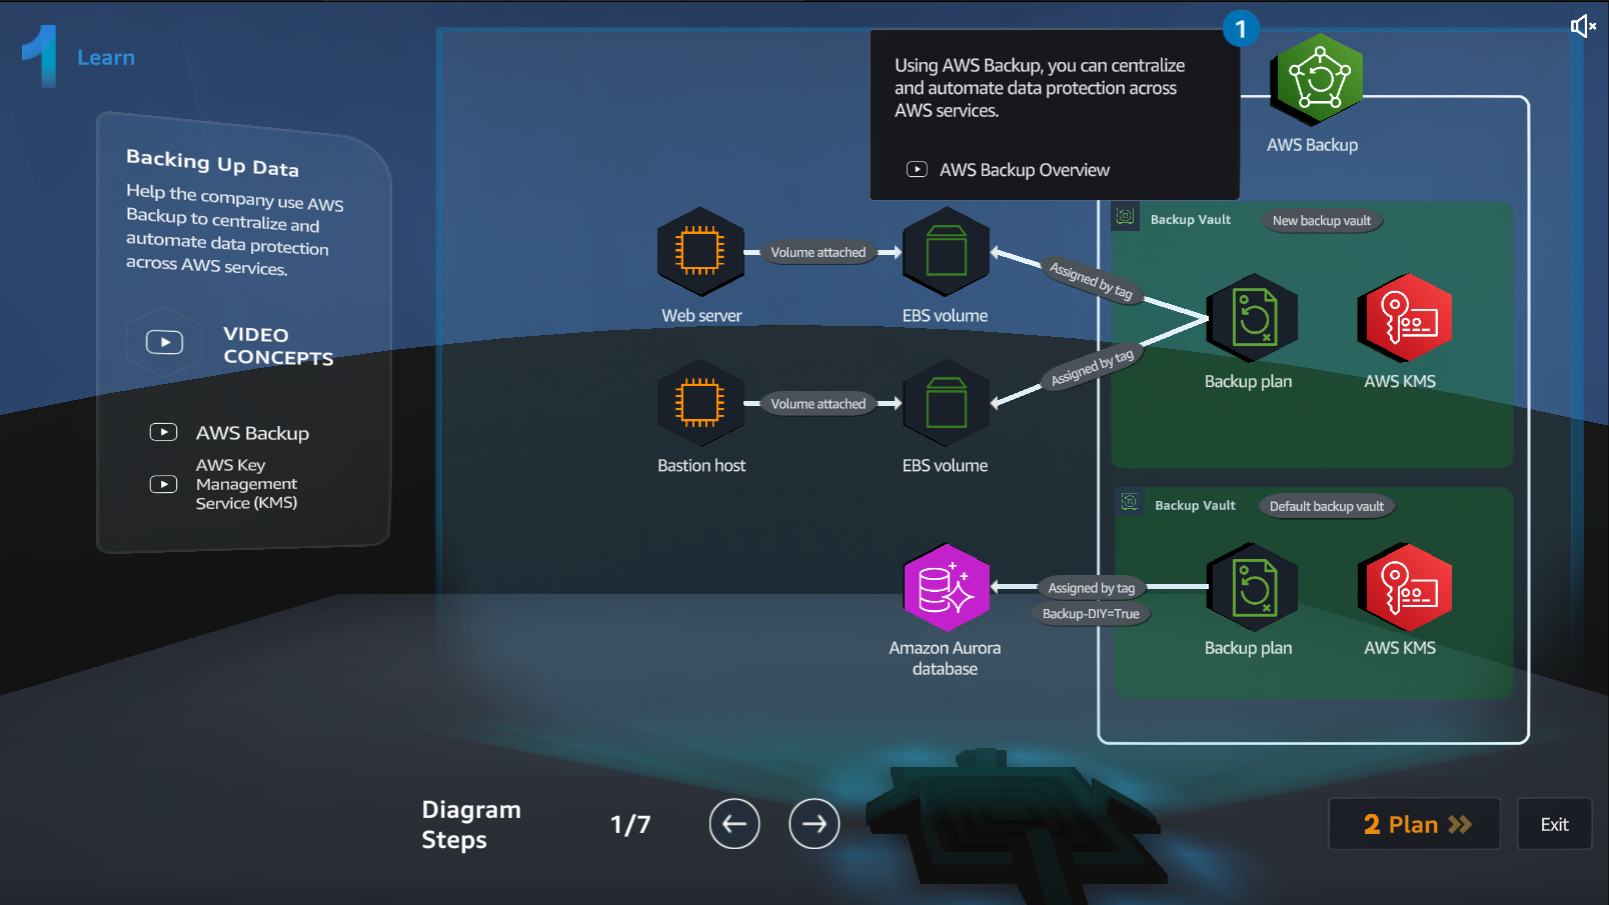 1 Learn
Backing Up Data
Help the company use AWS
Backup to centralize and
automate data protection
across AWS services.
VIDEO
CONCEPTS
AWS Backup
AWS Key
Management
Service (KMS)
1
Using AWS Backup, you can centralize
and automate data protection across
AWS services.
AWS Backup Overview
AWS Backup
Backup Vault
New backup vault
Volume attached
Assigned by tag
Web server
EBS volume
Assigned by tag
Backup plan
AWS KMS
Volume attached
Bastion host
EBS volume
Backup Vault
Default backup vault
Assigned by tag
Backup-DIY=True
Amazon Aurora
database
Backup plan
AWS KMS
Diagram
Steps
1/7
2 Plan
Exit